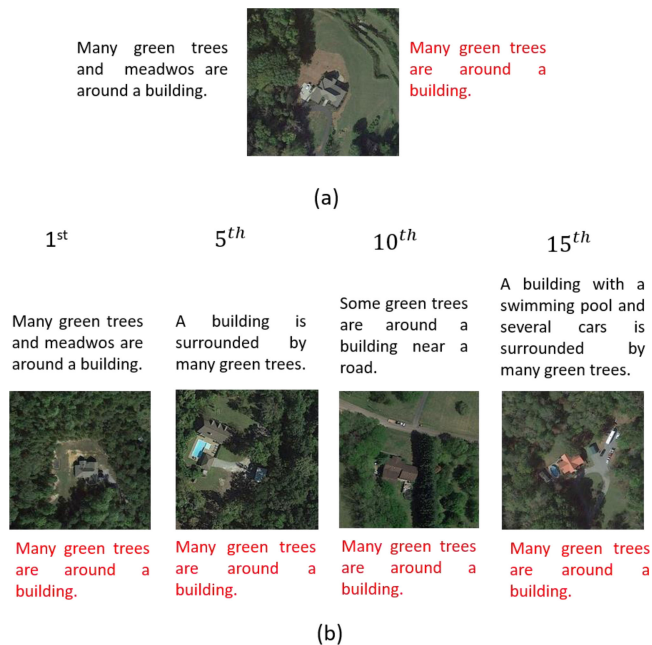 Many green trees
and meadwos are
around a building.
Many green trees
are around a
building.
(a)
1st
5th
10th
15th
Many green trees
and meadwos are
around a building.
A building is
surrounded by
many green trees.
Some green trees
are around a
building near a
road.
A building with a
swimming pool and
several cars is
surrounded by
many green trees.
Many green trees
are around a
building.
Many green trees
are around a
building.
Many green trees
are around a
building.
Many green trees
are around a
building.
(b)